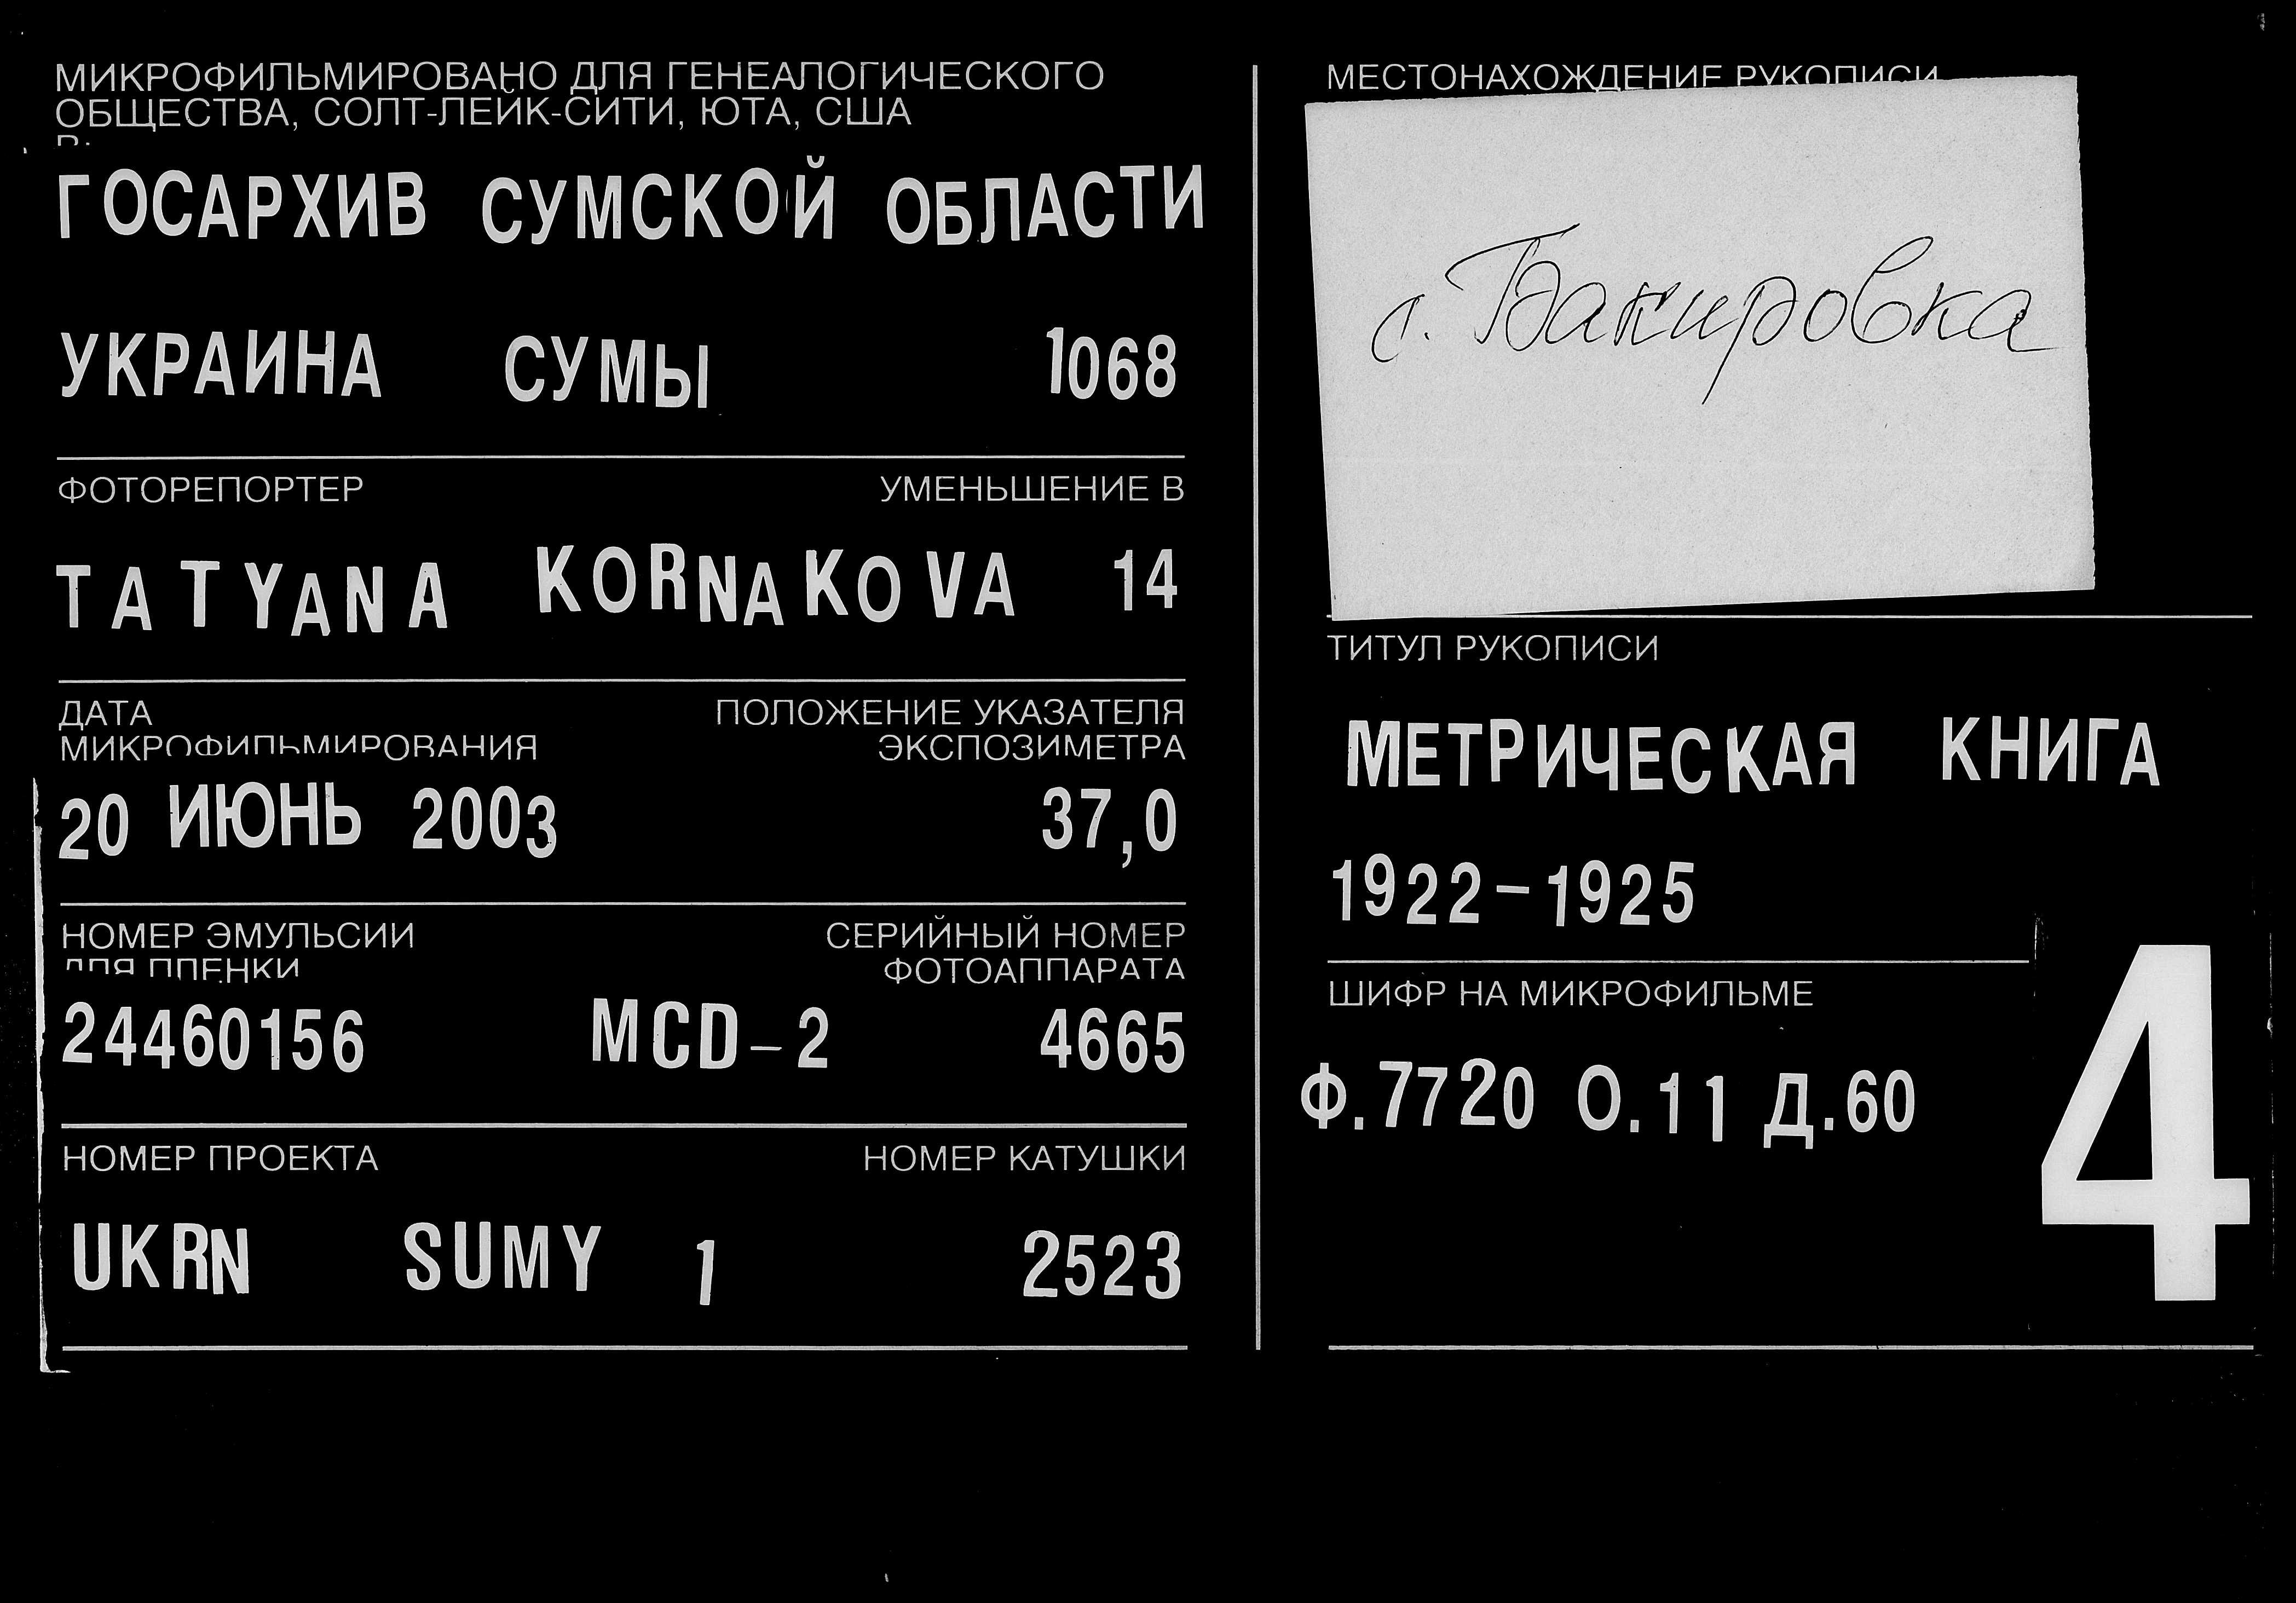 МИКРОФИЛЬМИРОВАНО ДЛЯ ГЕНЕАЛОГИЧЕСКОГО
ОБЩЕСТВА, СОЛТ-ЛЕЙК-СИТИ, ЮТА, США
В:
ГОСАРХИВ СУМСКОЙ ОБЛАСТИ
УКРАИНА СУМЫ 1068
ФОТОРЕПОРТЕР УМЕНЬШЕНИЕ В
TATYANA KORNAKOVA 14
ДАТА ПОЛОЖЕНИЕ УКАЗАТЕЛЯ
МИКРОФИЛЬМИРОВАНИЯ ЭКСПОЗИМЕТРА
20 ИЮНЬ 2003 37,0
НОМЕР ЭМУЛЬСИИ СЕРИЙНЫЙ НОМЕР
ДЛЯ ПЛЕНКИ ФОТОАППАРАТА
24460156 MCD-2 4665
НОМЕР ПРОЕКТА НОМЕР КАТУШКИ
UKRN SUMY 1 2523
МЕСТОНАХОЖДЕНИЕ РУКОПИСИ
с. Бакировка
ТИТУЛ РУКОПИСИ
МЕТРИЧЕСКАЯ КНИГА
1922-1925
ШИФР НА МИКРОФИЛЬМЕ
Ф.7720 О.11 Д.60
4